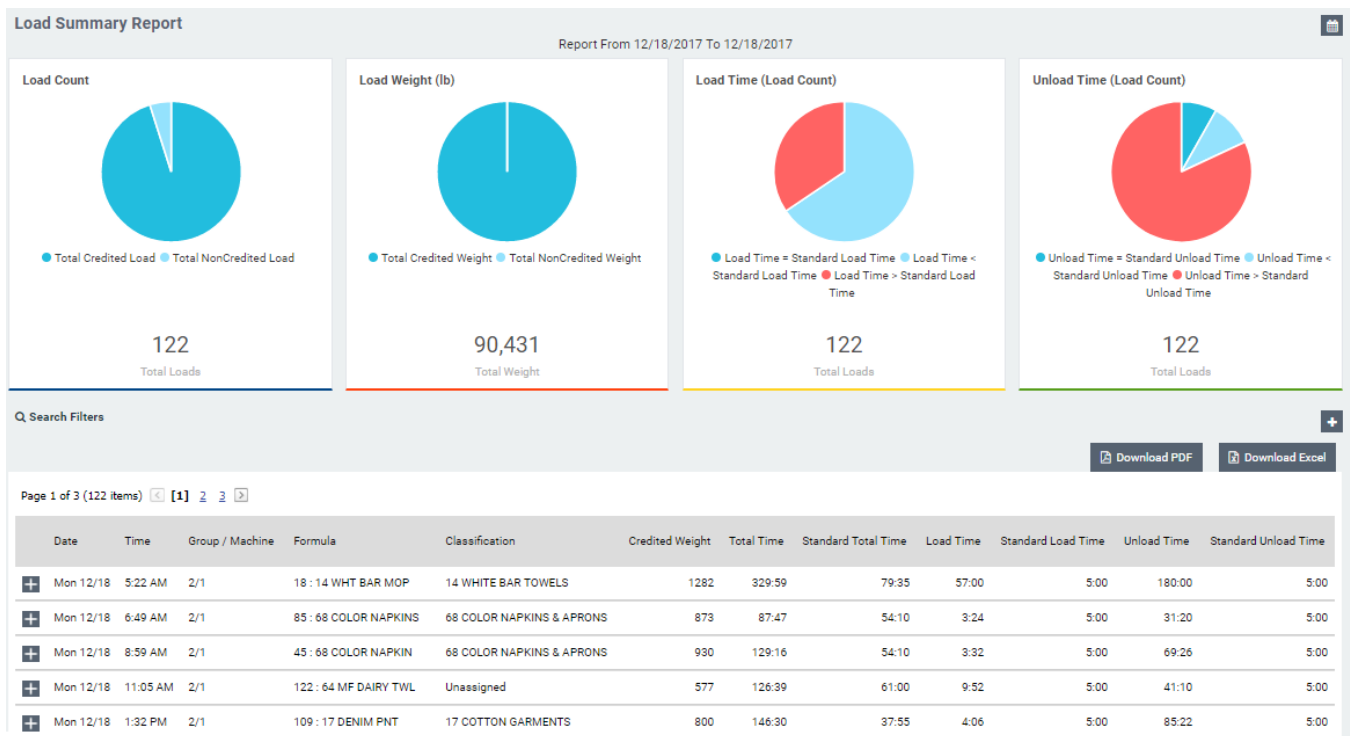 Load Summary Report
Report From 12/18/2017 To 12/18/2017
Load Count
Total Credited Load Total NonCredited Load
122
Total Loads
Load Weight (lb)
Total Credited Weight Total NonCredited Weight
90,431
Total Weight
Load Time (Load Count)
Load Time = Standard Load Time Load Time <
Standard Load Time Load Time > Standard Load
Time
122
Total Loads
Unload Time (Load Count)
Unload Time = Standard Unload Time Unload Time <
Standard Unload Time Unload Time > Standard
Unload Time
122
Total Loads
Search Filters
Download PDF Download Excel
Page 1 of 3 (122 items) [1] 2 3
Date Time Group / Machine Formula Classification Credited Weight Total Time Standard Total Time Load Time Standard Load Time Unload Time Standard Unload Time
Mon 12/18 5:22 AM 2/1 18 : 14 WHT BAR MOP 14 WHITE BAR TOWELS 1282 329:59 79:35 57:00 5:00 180:00 5:00
Mon 12/18 6:49 AM 2/1 85 : 68 COLOR NAPKINS 68 COLOR NAPKINS & APRONS 873 87:47 54:10 3:24 5:00 31:20 5:00
Mon 12/18 8:59 AM 2/1 45 : 68 COLOR NAPKIN 68 COLOR NAPKINS & APRONS 930 129:16 54:10 3:32 5:00 69:26 5:00
Mon 12/18 11:05 AM 2/1 122 : 64 MF DAIRY TWL Unassigned 577 126:39 61:00 9:52 5:00 41:10 5:00
Mon 12/18 1:32 PM 2/1 109 : 17 DENIM PNT 17 COTTON GARMENTS 800 146:30 37:55 4:06 5:00 85:22 5:00